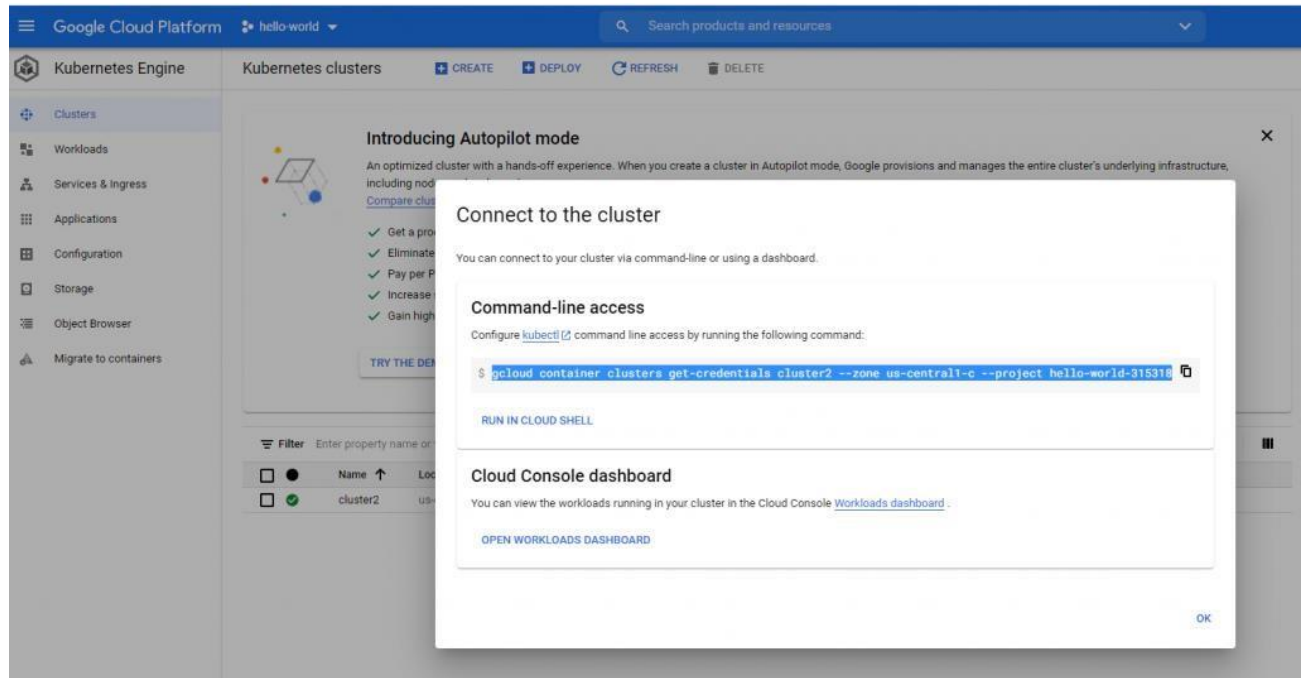 Google Cloud Platform hello-world Search products and resources
Kubernetes Engine
Kubernetes clusters CREATE DEPLOY REFRESH DELETE
Clusters
Workloads
Services & Ingress
Applications
Configuration
Storage
Object Browser
Migrate to containers
Introducing Autopilot mode
An optimized cluster with a hands-off experience. When you create a cluster in Autopilot mode, Google provisions and manages the entire cluster's underlying infrastructure,
including
Compare
Get a
Eliminate
Pay per
Increase
Gain high
TRY THE
Filter Enter property name or
Name
cluster2
Connect to the cluster
You can connect to your cluster via command-line or using a dashboard.
Command-line access
Configure kubectl command line access by running the following command:
$ gcloud container clusters get-credentials cluster2 --zone us-central1-c --project hello-world-315318
RUN IN CLOUD SHELL
Cloud Console dashboard
You can view the workloads running in your cluster in the Cloud Console Workloads dashboard .
OPEN WORKLOADS DASHBOARD
OK